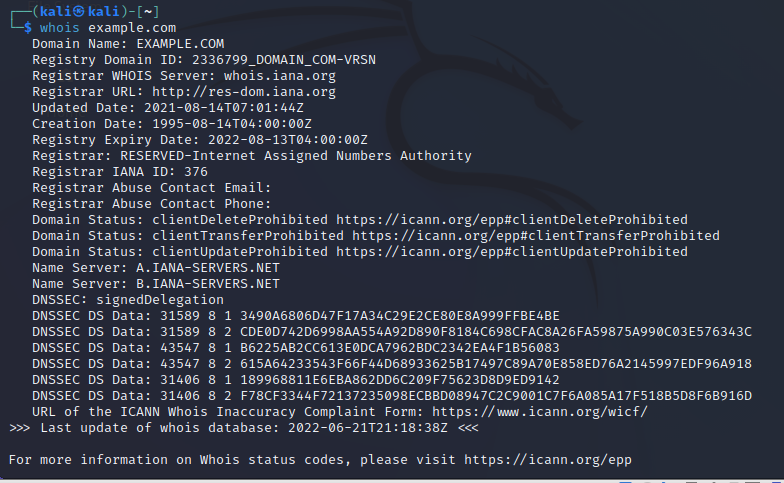 ┌──(kali㉿kali)-[~]
└─$ whois example.com
Domain Name: EXAMPLE.COM
Registry Domain ID: 2336799_DOMAIN_COM-VRSN
Registrar WHOIS Server: whois.iana.org
Registrar URL: http://res-dom.iana.org
Updated Date: 2021-08-14T07:01:44Z
Creation Date: 1995-08-14T04:00:00Z
Registry Expiry Date: 2022-08-13T04:00:00Z
Registrar: RESERVED-Internet Assigned Numbers Authority
Registrar IANA ID: 376
Registrar Abuse Contact Email:
Registrar Abuse Contact Phone:
Domain Status: clientDeleteProhibited https://icann.org/epp#clientDeleteProhibited
Domain Status: clientTransferProhibited https://icann.org/epp#clientTransferProhibited
Domain Status: clientUpdateProhibited https://icann.org/epp#clientUpdateProhibited
Name Server: A.IANA-SERVERS.NET
Name Server: B.IANA-SERVERS.NET
DNSSEC: signedDelegation
DNSSEC DS Data: 31589 8 1 3490A6806D47F17A34C29E2CE80E8A999FFBE4BE
DNSSEC DS Data: 31589 8 2 CDE0D742D6998AA554A92D890F8184C698CFAC8A26FA59875A990C03E576343C
DNSSEC DS Data: 43547 8 1 B6225AB2CC613E0DCA7962BDC2342EA4F1B56083
DNSSEC DS Data: 43547 8 2 615A64233543F66F44D68933625B17497C89A70E858ED76A2145997EDF96A918
DNSSEC DS Data: 31406 8 1 189968811E6EBA862DD6C209F75623D8D9ED9142
DNSSEC DS Data: 31406 8 2 F78CF3344F72137235098ECBBD08947C2C9001C7F6A085A17F518B5D8F6B916D
URL of the ICANN Whois Inaccuracy Complaint Form: https://www.icann.org/wicf/
>>> Last update of whois database: 2022-06-21T21:18:38Z <<<
For more information on Whois status codes, please visit https://icann.org/epp